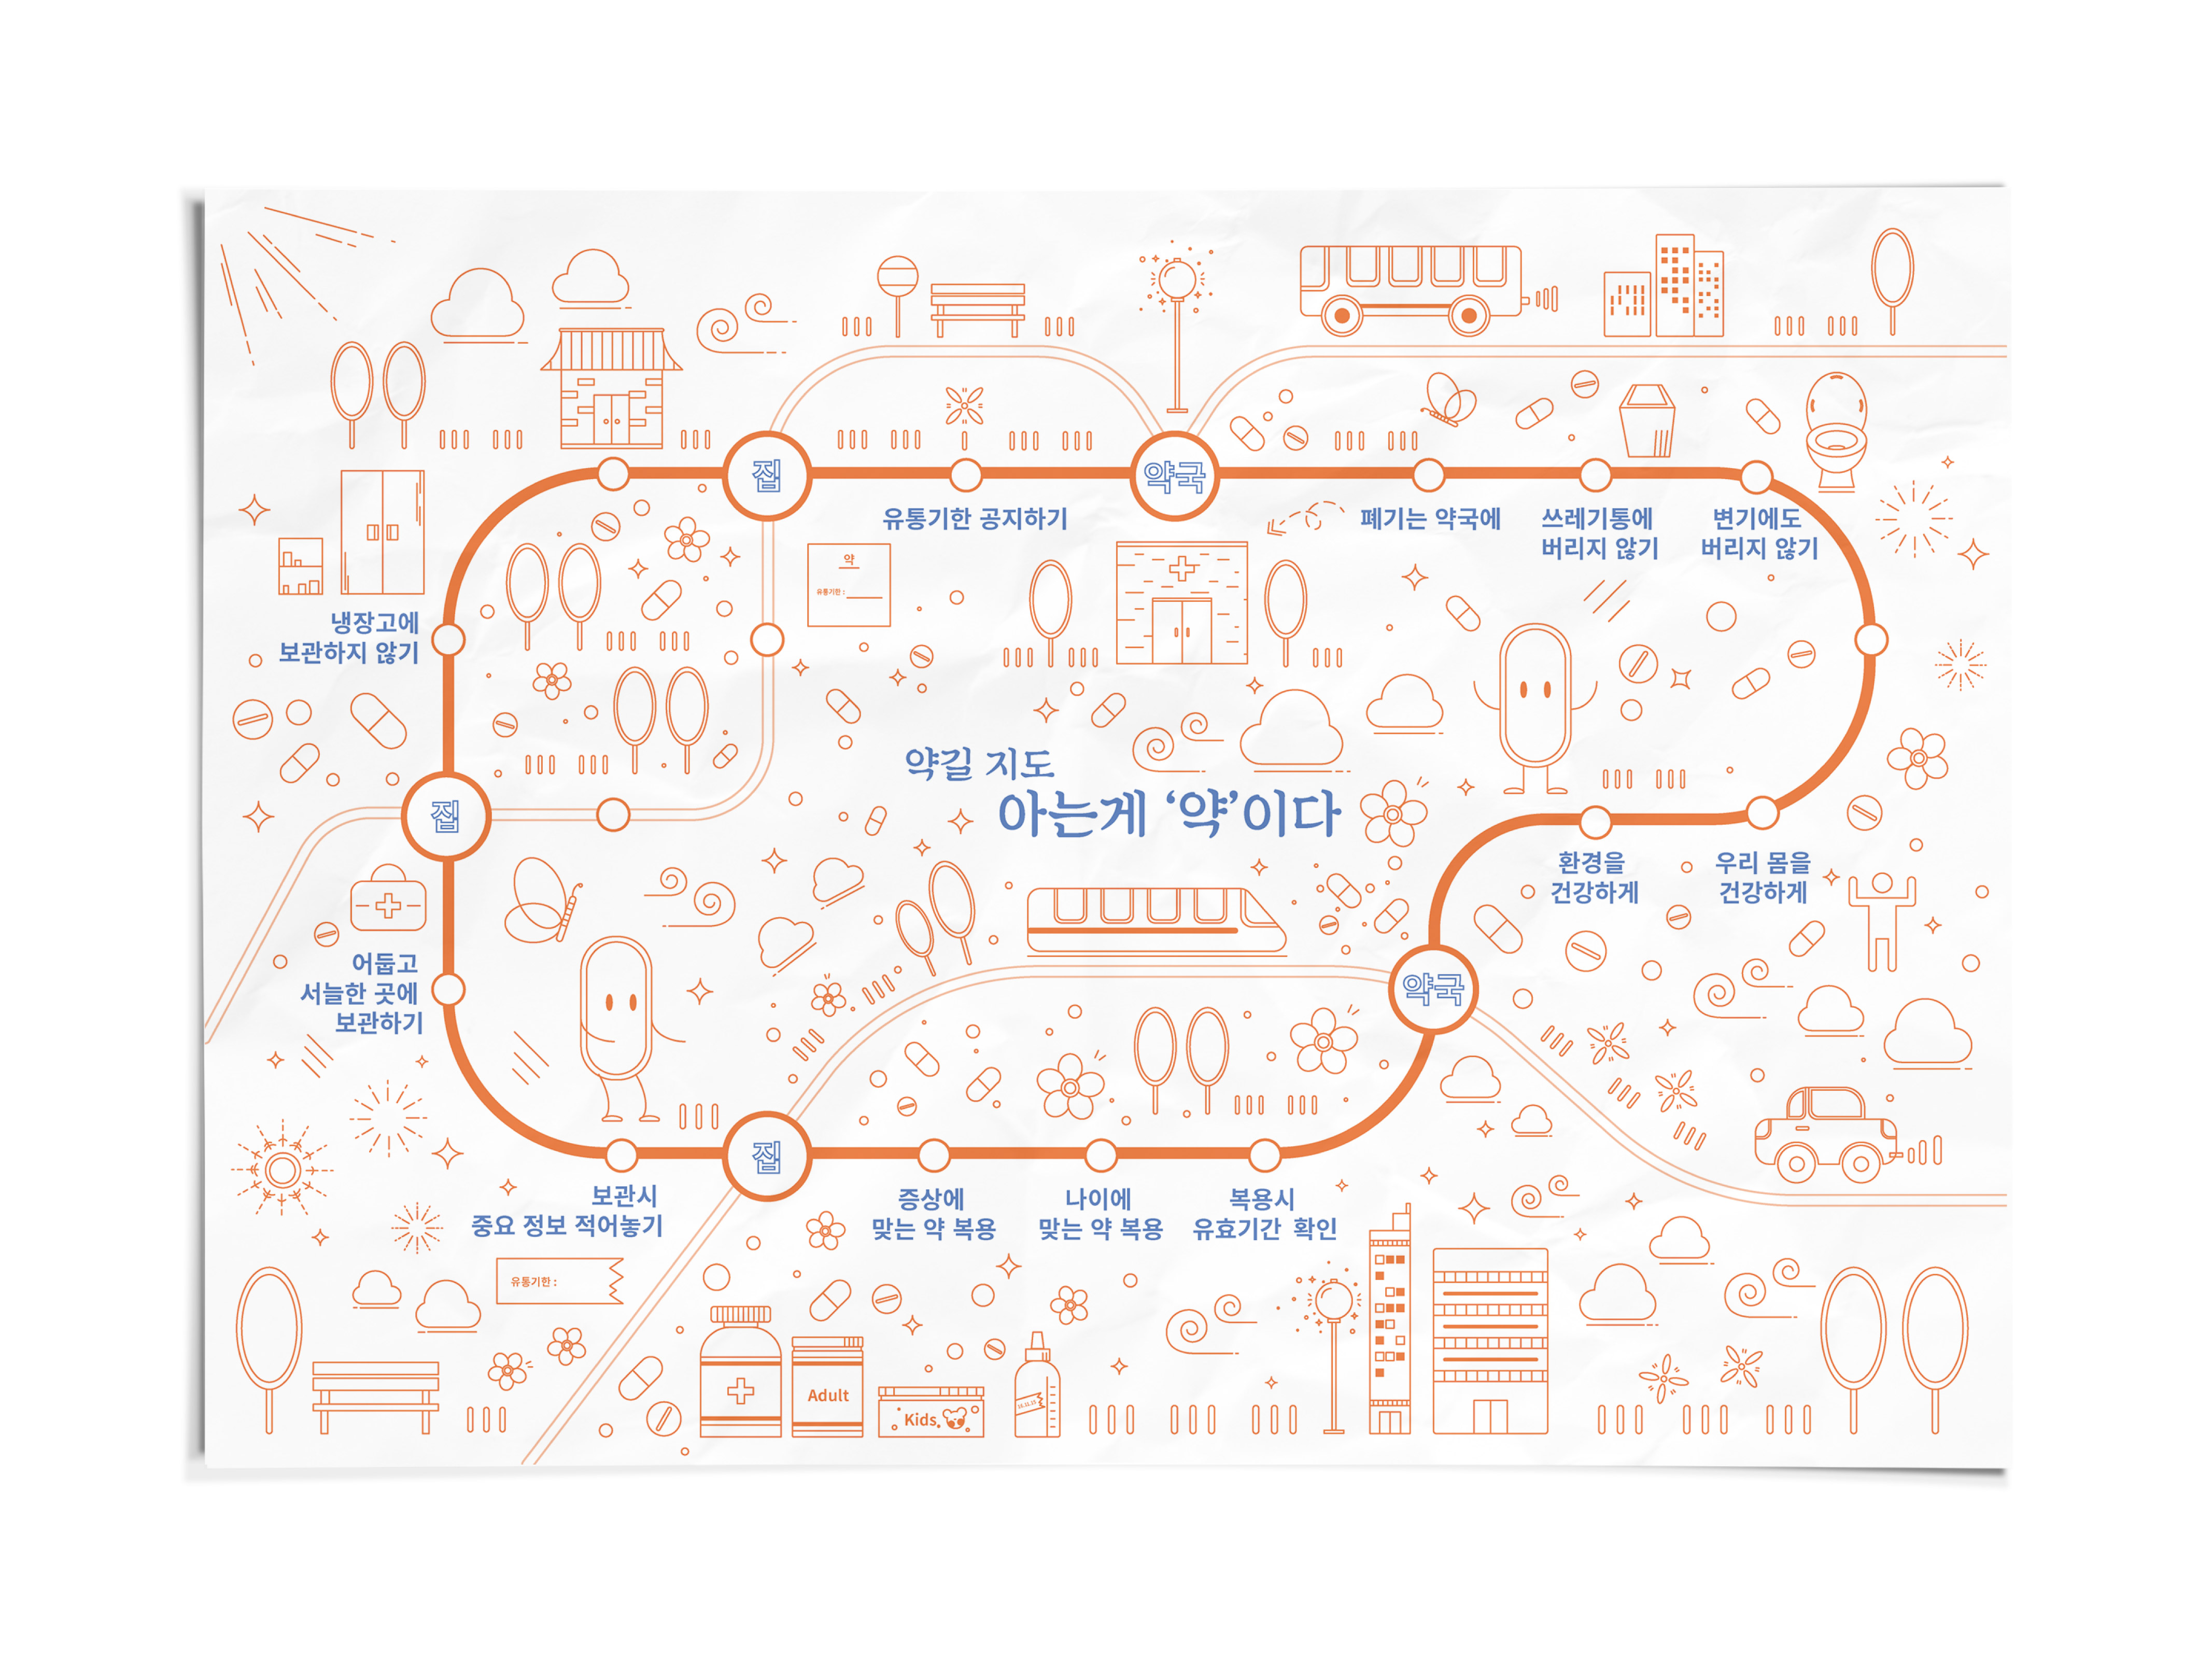 집
약국
유통기한 공지하기
폐기는 약국에
쓰레기통에
버리지 않기
변기에도
버리지 않기
약
유통기한 :
냉장고에
보관하지 않기
약길 지도
아는게 ‘약’이다
집
환경을
건강하게
우리 몸을
건강하게
어둡고
서늘한 곳에
보관하기
약국
집
보관시
중요 정보 적어놓기
증상에
맞는 약 복용
나이에
맞는 약 복용
복용시
유효기간 확인
유통기한 :
Adult
Kids